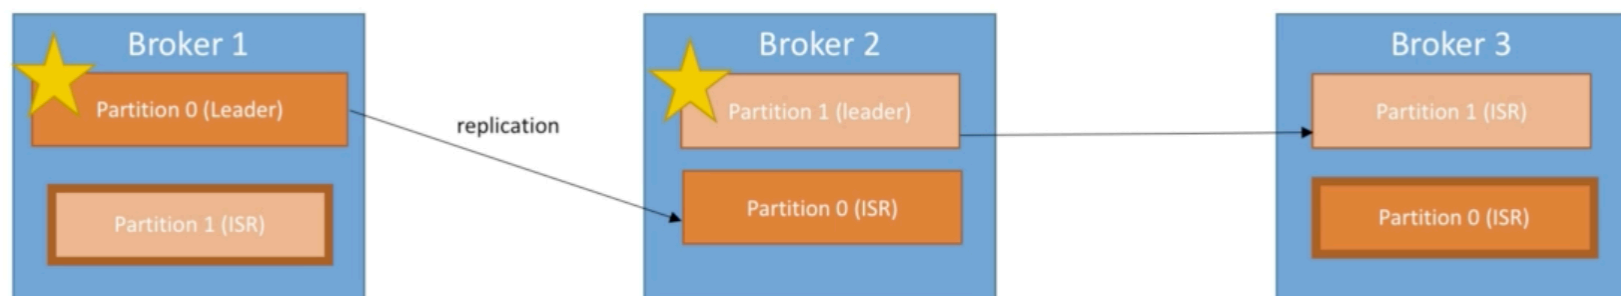 Broker 1
Partition 0 (Leader)
Partition 1 (ISR)
replication
Broker 2
Partition 1 (leader)
Partition 0 (ISR)
Broker 3
Partition 1 (ISR)
Partition 0 (ISR)